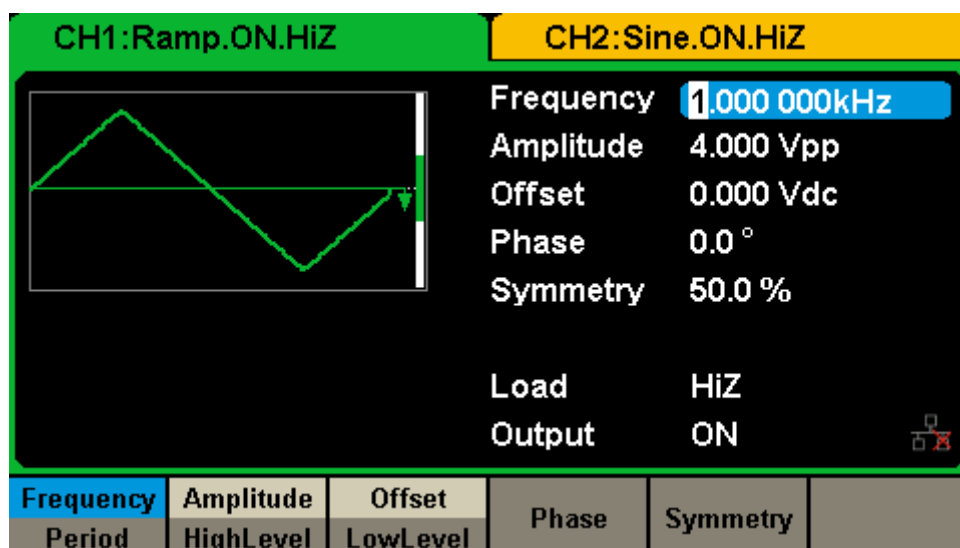 CH1:Ramp.ON.HiZ CH2:Sine.ON.HiZ
Frequency 1.000 000kHz
Amplitude 4.000 Vpp
Offset 0.000 Vdc
Phase 0.0 °
Symmetry 50.0 %
Load HiZ
Output ON
Frequency Amplitude Offset Phase Symmetry
Period HighLevel LowLevel